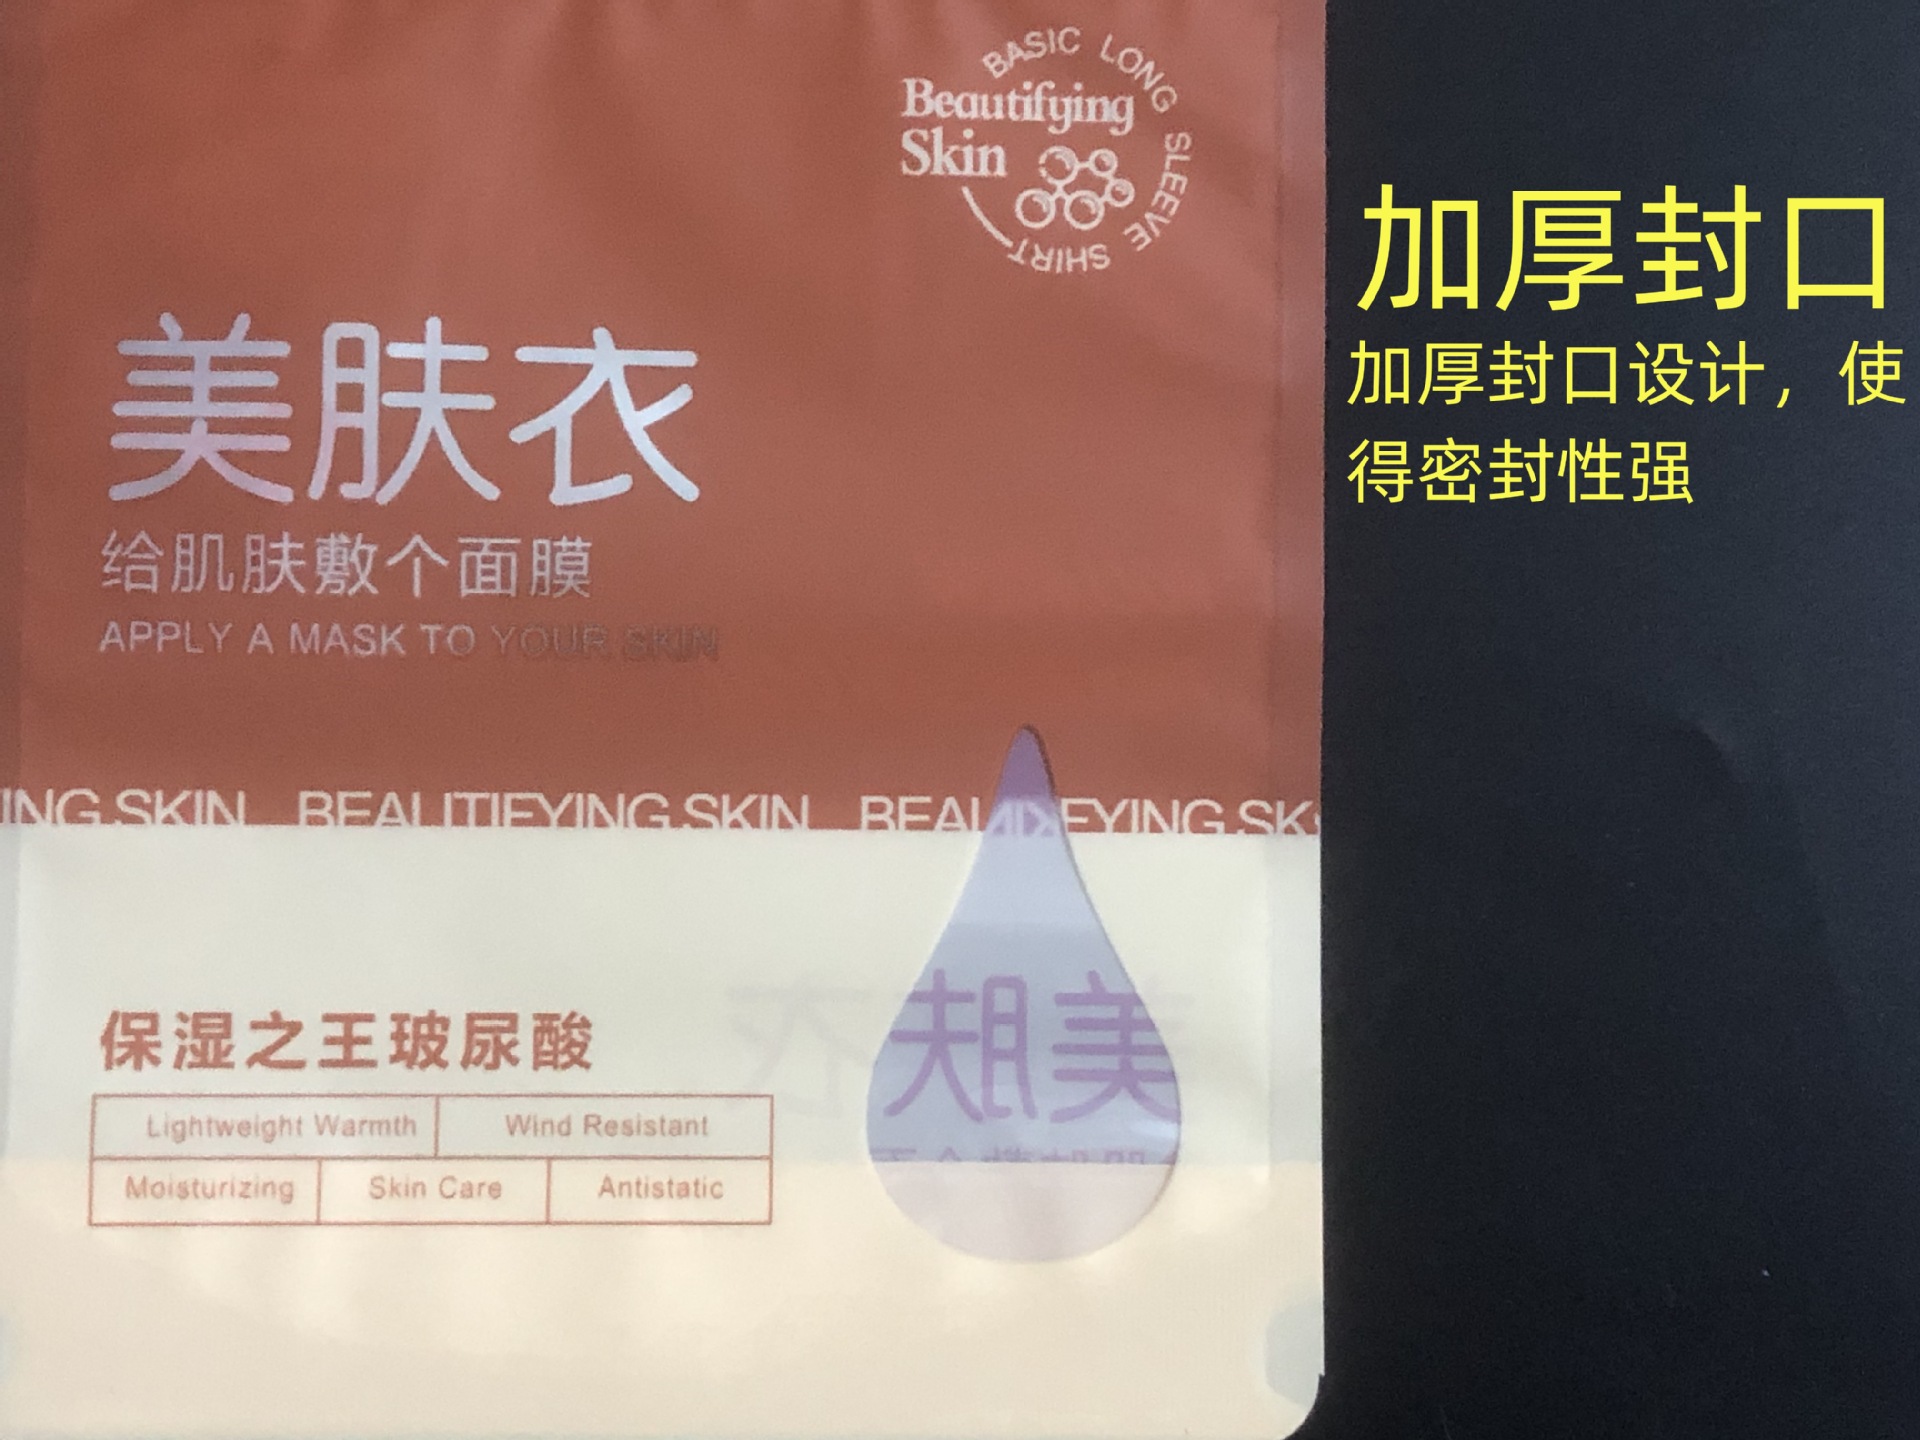 BASIC LONG SLEEVE SHIRT
Beautifying
Skin
加厚封口
加厚封口设计，使
得密封性强
美肤衣
给肌肤敷个面膜
APPLY A MASK TO YOUR SKIN
ING SKIN BEAUTIFYING SKIN BEAU FYING SK
美肤
保湿之王玻尿酸
Lightweight Warmth Wind Resistant
Moisturizing Skin Care Antistatic